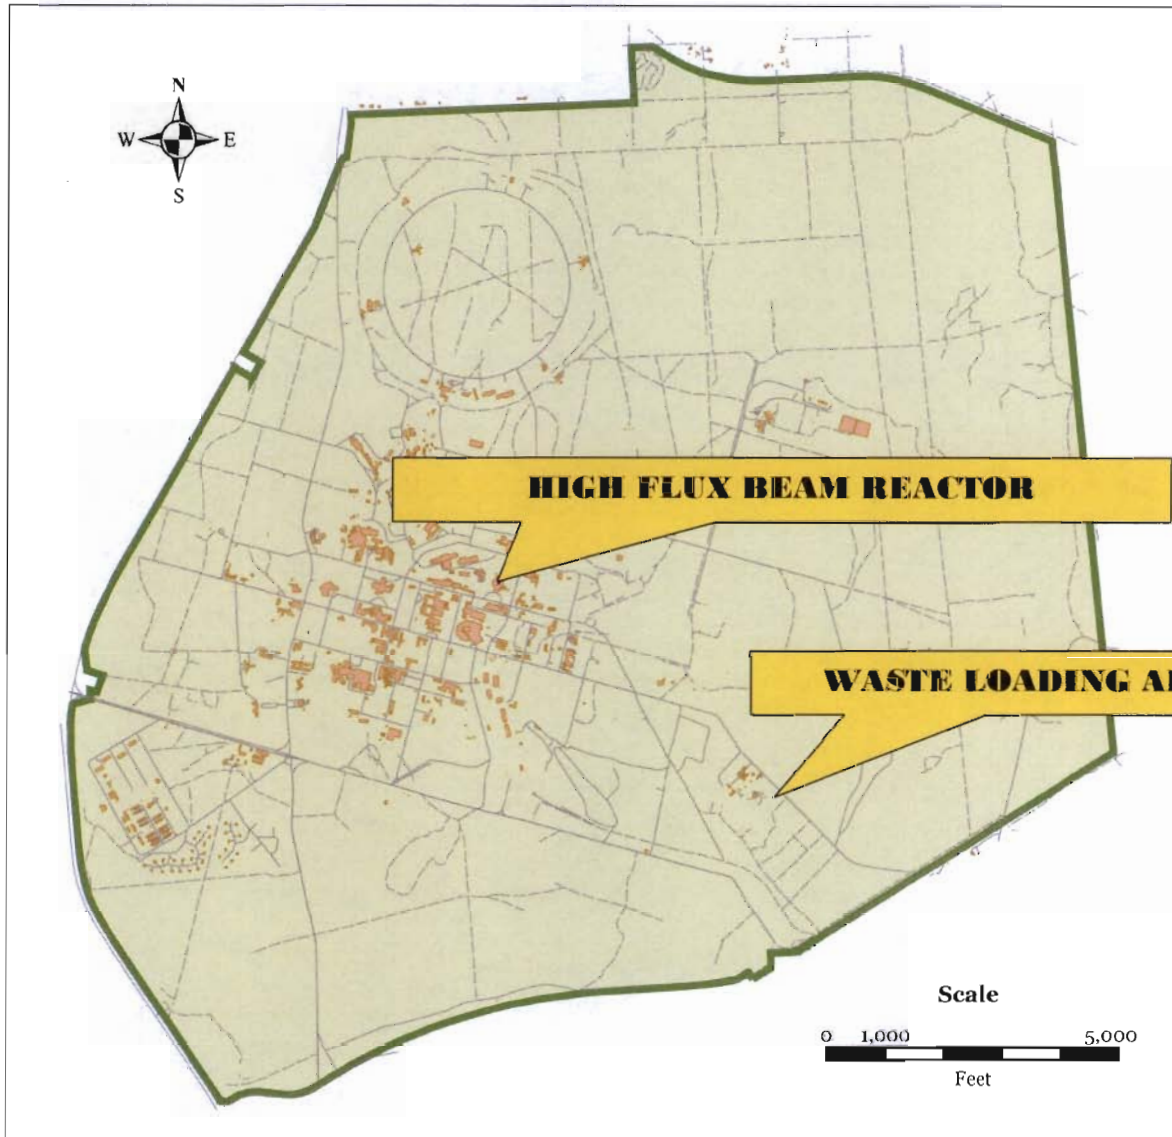 N
W E
S
HIGH FLUX BEAM REACTOR
WASTE LOADING
Scale
0 1,000 5,000
Feet